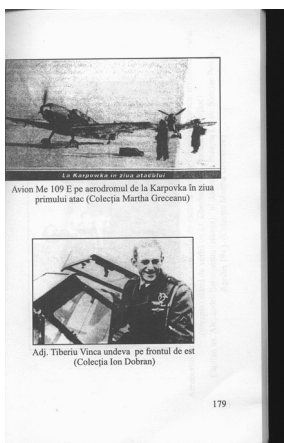 La Karpowka in ziua atacului
Avion Me 109 E pe aerodromul de la Karpovka în ziua
primului atac (Colecția Martha Greceanu)
Adj. Tiberiu Vinca undeva pe frontul de est
(Colecția Ion Dobran)
179